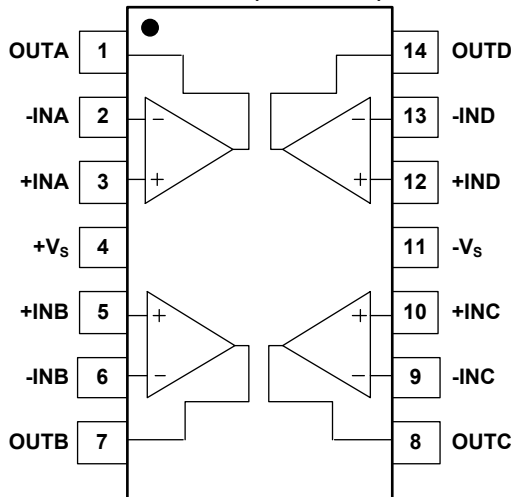 OUTA 1 14 OUTD
-INA 2 − − 13 -IND
+INA 3 + + 12 +IND
+VS 4 11 -VS
+INB 5 + + 10 +INC
-INB 6 − − 9 -INC
OUTB 7 8 OUTC